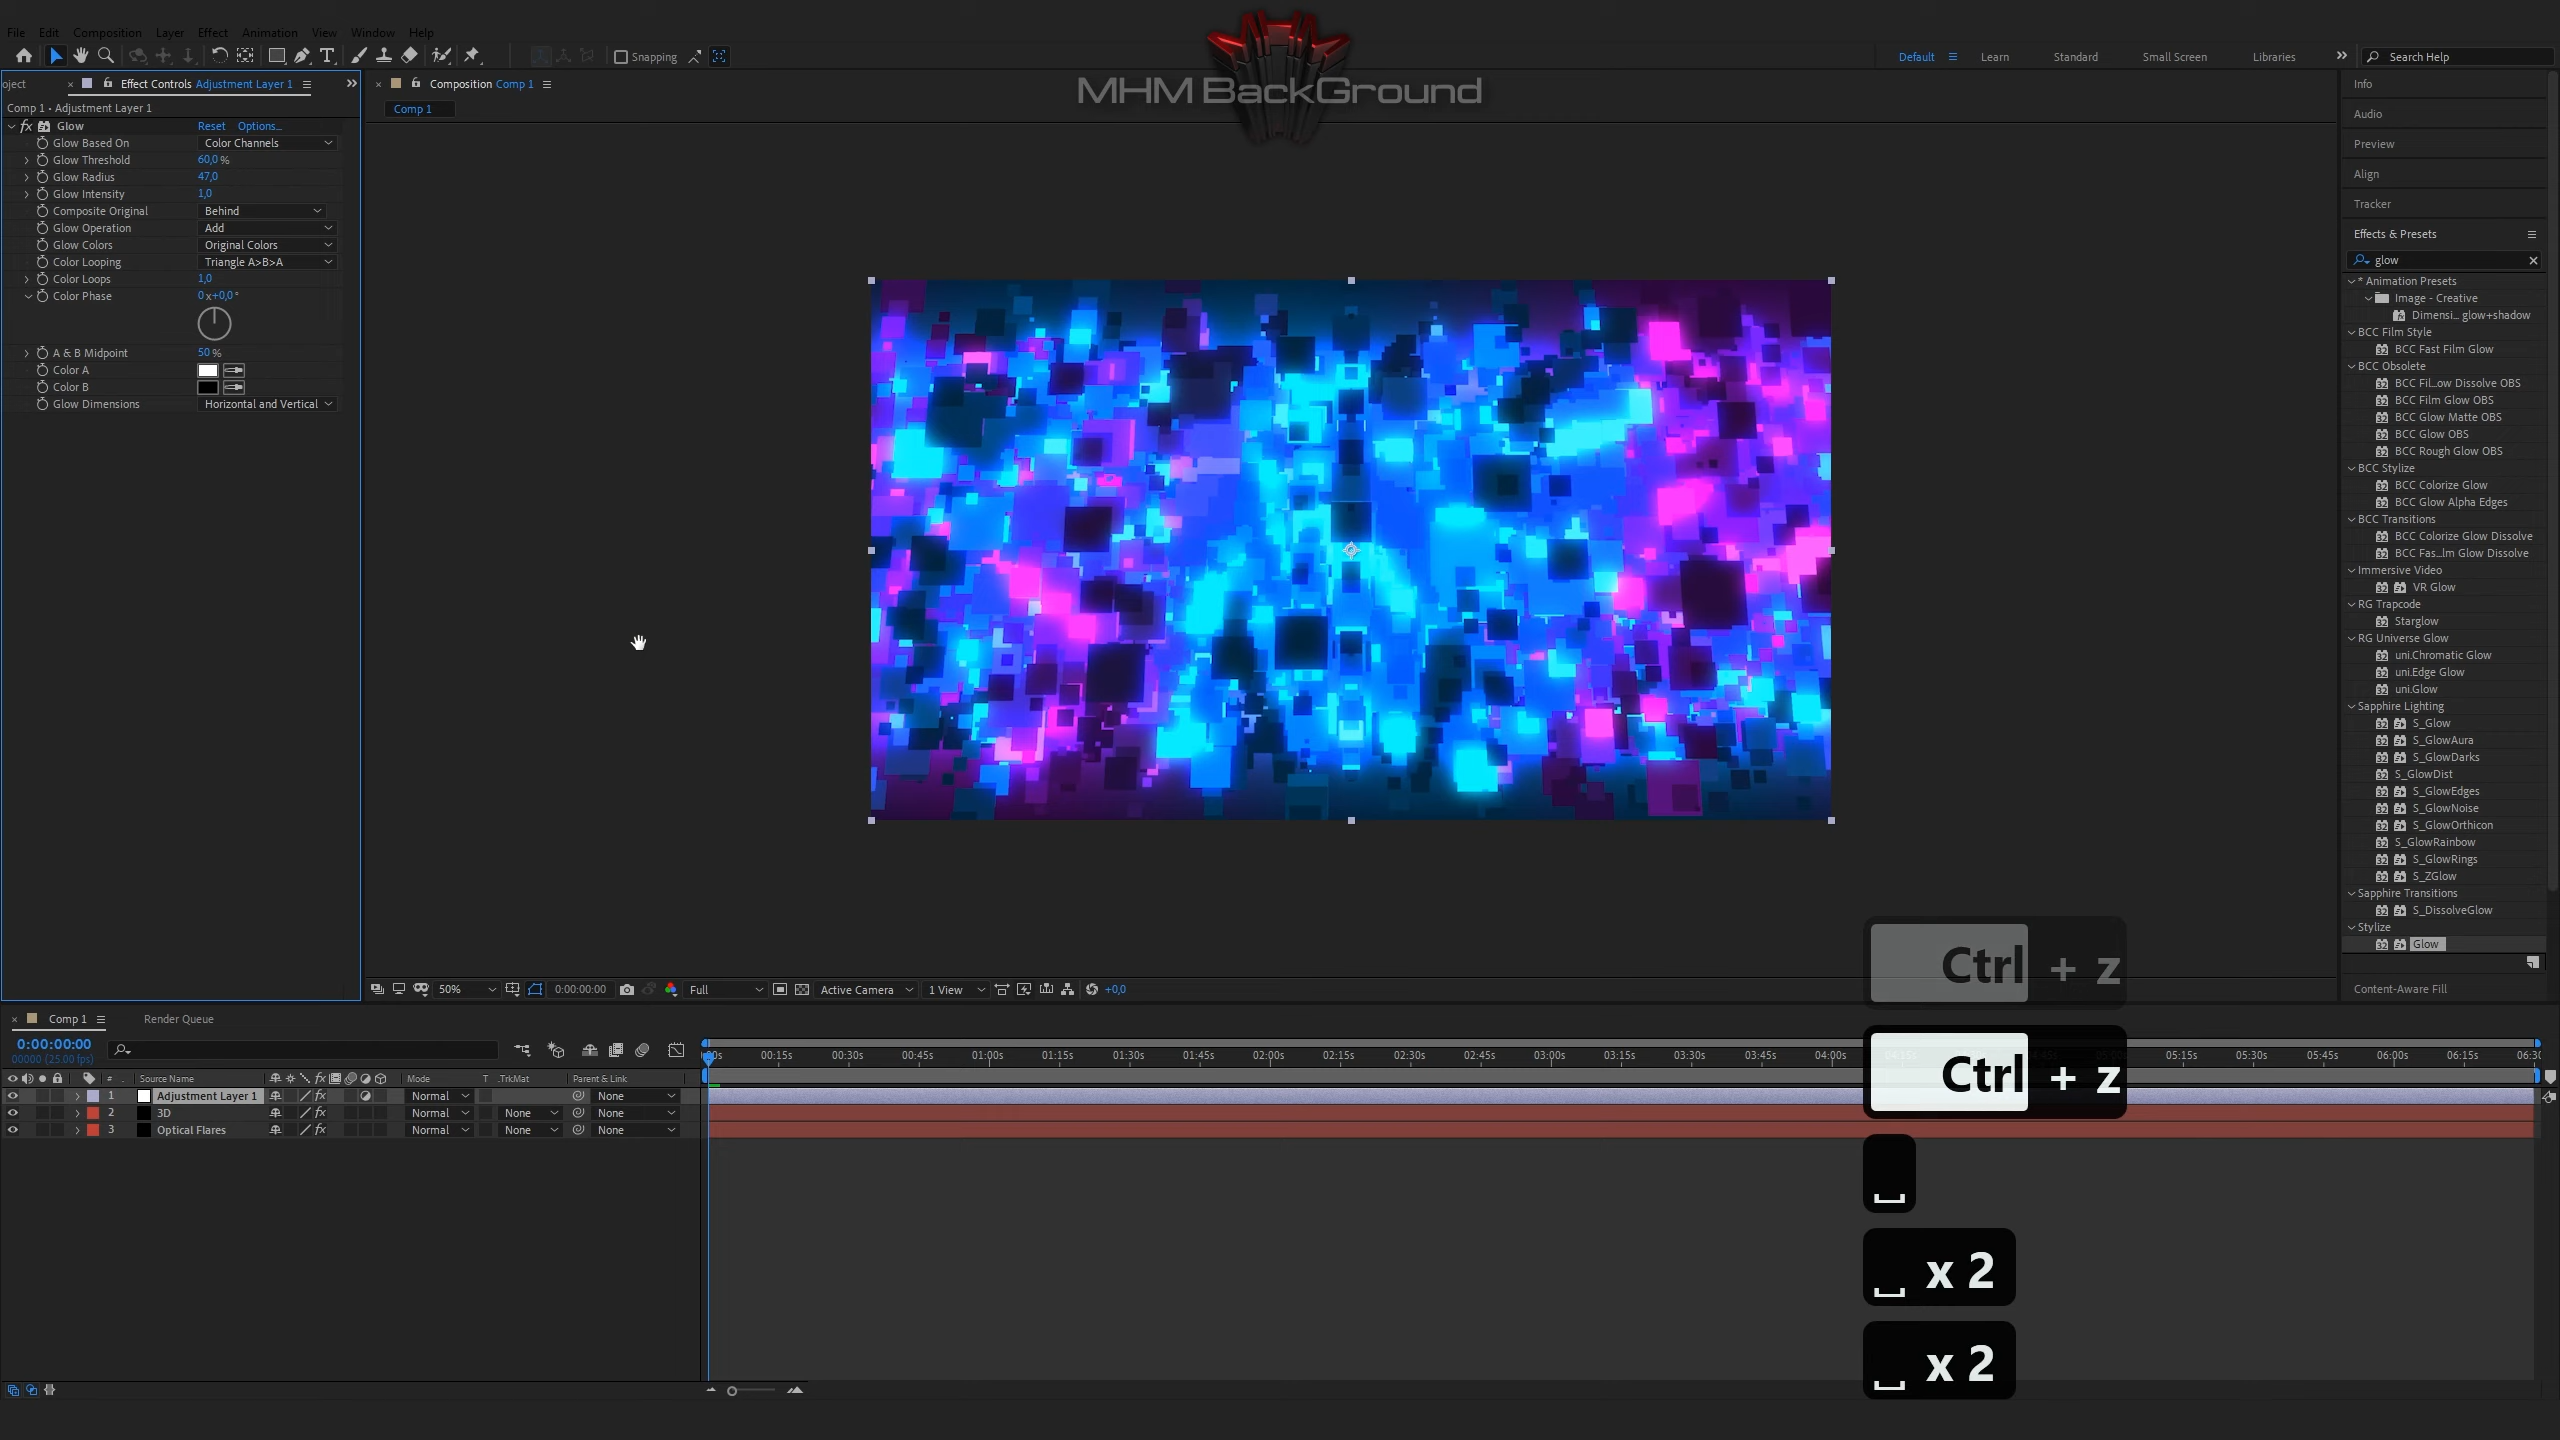 MHM BackGround
File Edit Composition Layer Effect Animation View Window Help
Snapping
Default Learn Standard Small Screen Libraries Search Help
oject Effect Controls Adjustment Layer 1
Comp 1 • Adjustment Layer 1
fx Glow Reset Options...
Glow Based On Color Channels
Glow Threshold 60,0 %
Glow Radius 47,0
Glow Intensity 1,0
Composite Original Behind
Glow Operation Add
Glow Colors Original Colors
Color Looping Triangle A>B>A
Color Loops 1,0
Color Phase 0 x+0,0 °
A & B Midpoint 50 %
Color A
Color B
Glow Dimensions Horizontal and Vertical
Composition Comp 1
Comp 1
Info
Audio
Preview
Align
Tracker
Effects & Presets
glow
* Animation Presets
Image - Creative
Dimensi... glow+shadow
BCC Film Style
BCC Fast Film Glow
BCC Obsolete
BCC Fil...ow Dissolve OBS
BCC Film Glow OBS
BCC Glow Matte OBS
BCC Glow OBS
BCC Rough Glow OBS
BCC Stylize
BCC Colorize Glow
BCC Glow Alpha Edges
BCC Transitions
BCC Colorize Glow Dissolve
BCC Fas...lm Glow Dissolve
Immersive Video
VR Glow
RG Trapcode
Starglow
RG Universe Glow
uni.Chromatic Glow
uni.Edge Glow
uni.Glow
Sapphire Lighting
S_Glow
S_GlowAura
S_GlowDarks
S_GlowDist
S_GlowEdges
S_GlowNoise
S_GlowOrthicon
S_GlowRainbow
S_GlowRings
S_ZGlow
Sapphire Transitions
S_DissolveGlow
Stylize
Glow
Content-Aware Fill
50% 0:00:00:00 Full Active Camera 1 View +0,0
Ctrl + z
Ctrl + z
x 2
x 2
Comp 1 Render Queue
0:00:00:00
00000 (25.00 fps)
00:15s 00:30s 00:45s 01:00s 01:15s 01:30s 01:45s 02:00s 02:15s 02:30s 02:45s 03:00s 03:15s 03:30s 03:45s 04:00s 05:15s 05:30s 05:45s 06:00s 06:15s 06:30
# Source Name fx Mode T .TrkMat Parent & Link
1 Adjustment Layer 1 fx Normal None
2 3D Normal None None
3 Optical Flares fx Normal None None